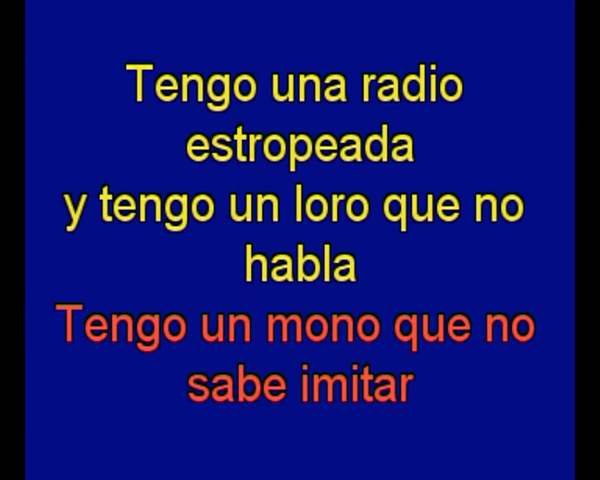 Tengo una radio
estropeada
y tengo un loro que no
habla
Tengo un mono que no
sabe imitar